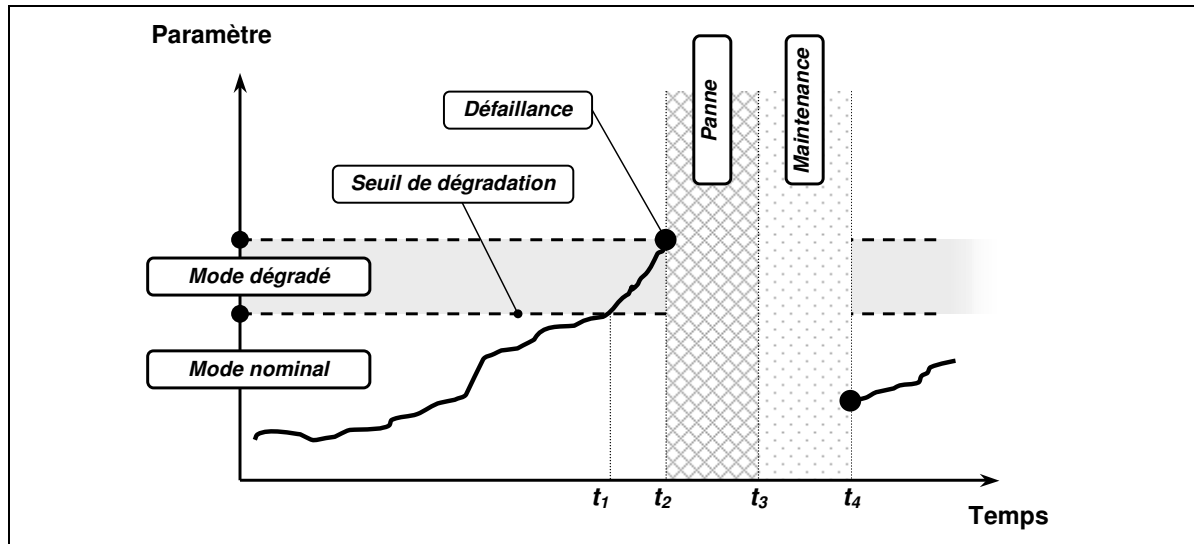 Paramètre
Panne
Maintenance
Défaillance
Seuil de dégradation
Mode dégradé
Mode nominal
t1
t2
t3
t4
Temps